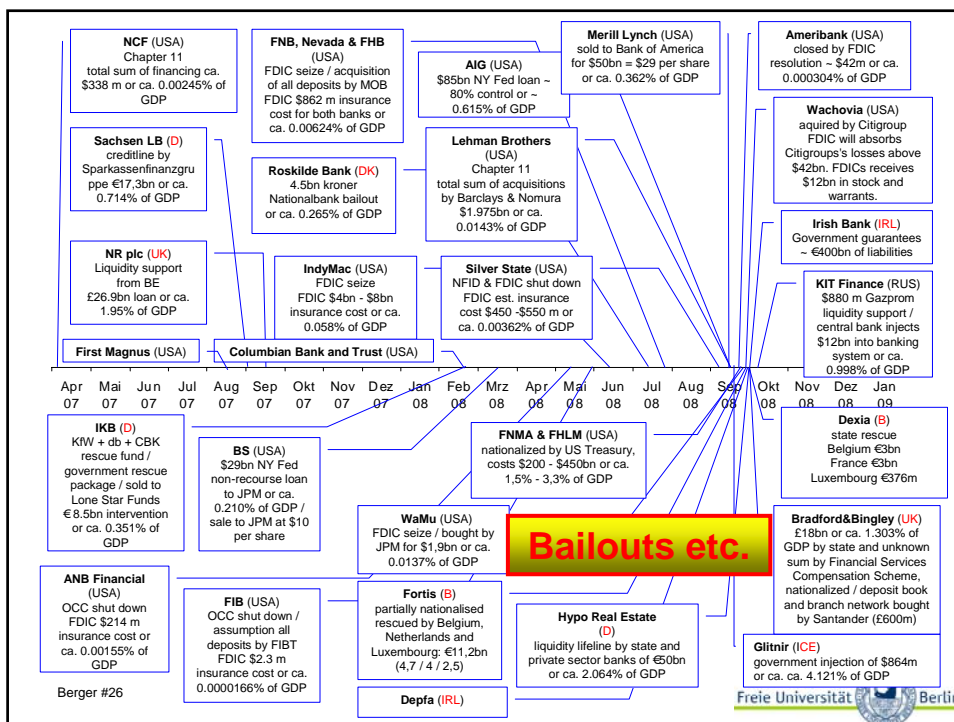 NCF (USA)
Chapter 11
total sum of financing ca.
$338 m or ca. 0.00245% of
GDP
FNB, Nevada & FHB
(USA)
FDIC seize / acquisition
of all deposits by MOB
FDIC $862 m insurance
cost for both banks or
ca. 0.00624% of GDP
AIG (USA)
$85bn NY Fed loan ~
80% control or ~
0.615% of GDP
Merill Lynch (USA)
sold to Bank of America
for $50bn = $29 per share
or ca. 0.362% of GDP
Ameribank (USA)
closed by FDIC
resolution ~ $42m or ca.
0.000304% of GDP
Sachsen LB (D)
creditline by
Sparkassenfinanzgru
ppe €17,3bn or ca.
0.714% of GDP
Roskilde Bank (DK)
4.5bn kroner
Nationalbank bailout
or ca. 0.265% of GDP
Lehman Brothers
(USA)
Chapter 11
total sum of acquisitions
by Barclays & Nomura
$1.975bn or ca.
0.0143% of GDP
Wachovia (USA)
aquired by Citigroup
FDIC will absorbs
Citigroups's losses above
$42bn. FDICs receives
$12bn in stock and
warrants.
NR plc (UK)
Liquidity support
from BE
£26.9bn loan or ca.
1.95% of GDP
IndyMac (USA)
FDIC seize
FDIC $4bn - $8bn
insurance cost or ca.
0.058% of GDP
Silver State (USA)
NFID & FDIC shut down
FDIC est. insurance
cost $450 -$550 m or
ca. 0.00362% of GDP
Irish Bank (IRL)
Government guarantees
~ €400bn of liabilities
KIT Finance (RUS)
$880 m Gazprom
liquidity support /
central bank injects
$12bn into banking
system or ca.
0.998% of GDP
First Magnus (USA)
Columbian Bank and Trust (USA)
Apr Mai Jun Jul Aug Sep Okt Nov Dez Jan Feb Mrz Apr Mai Jun Jul Aug Sep Okt Nov Dez Jan
07 07 07 07 07 07 07 07 07 08 08 08 08 08 08 08 08 08 08 08 08 09
IKB (D)
KfW + db + CBK
rescue fund /
government rescue
package / sold to
Lone Star Funds
€ 8.5bn intervention
or ca. 0.351% of
GDP
BS (USA)
$29bn NY Fed
non-recourse loan
to JPM or ca.
0.210% of GDP /
sale to JPM at $10
per share
FNMA & FHLM (USA)
nationalized by US Treasury,
costs $200 - $450bn or ca.
1,5% - 3,3% of GDP
Dexia (B)
state rescue
Belgium €3bn
France €3bn
Luxembourg €376m
WaMu (USA)
FDIC seize / bought by
JPM for $1,9bn or ca.
0.0137% of GDP
Bailouts etc.
Bradford&Bingley (UK)
£18bn or ca. 1.303% of
GDP by state and unknown
sum by Financial Services
Compensation Scheme,
nationalized / deposit book
and branch network bought
by Santander (£600m)
ANB Financial
(USA)
OCC shut down
FDIC $214 m
insurance cost or
ca. 0.00155% of
GDP
FIB (USA)
OCC shut down /
assumption all
deposits by FIBT
FDIC $2.3 m
insurance cost or ca.
0.0000166% of GDP
Fortis (B)
partially nationalised
rescued by Belgium,
Netherlands and
Luxembourg: €11,2bn
(4,7 / 4 / 2,5)
Hypo Real Estate
(D)
liquidity lifeline by state and
private sector banks of €50bn
or ca. 2.064% of GDP
Glitnir (ICE)
government injection of $864m
or ca. ca. 4.121% of GDP
Depfa (IRL)
Berger #26
Freie Universität Berlin